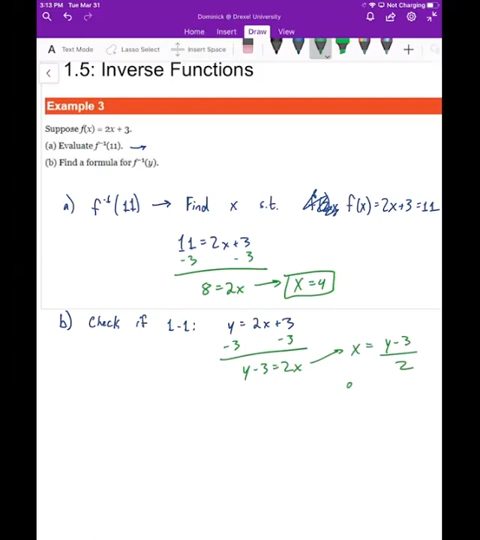 3:13 PM Tue Mar 31
Not Charging
Dominick @ Drexel University
Home Insert Draw View
Text Mode Lasso Select Insert Space
1.5: Inverse Functions
Example 3
Suppose f(x) = 2x + 3.
(a) Evaluate f⁻¹(11). →
(b) Find a formula for f⁻¹(y).
a) f⁻¹(11) → Find x s.t. f(x)=2x+3=11
11 = 2x+3
-3 -3
8=2x → x=4
b) Check if 1-1: y = 2x+3
-3 -3
y-3=2x → x = y-3
2